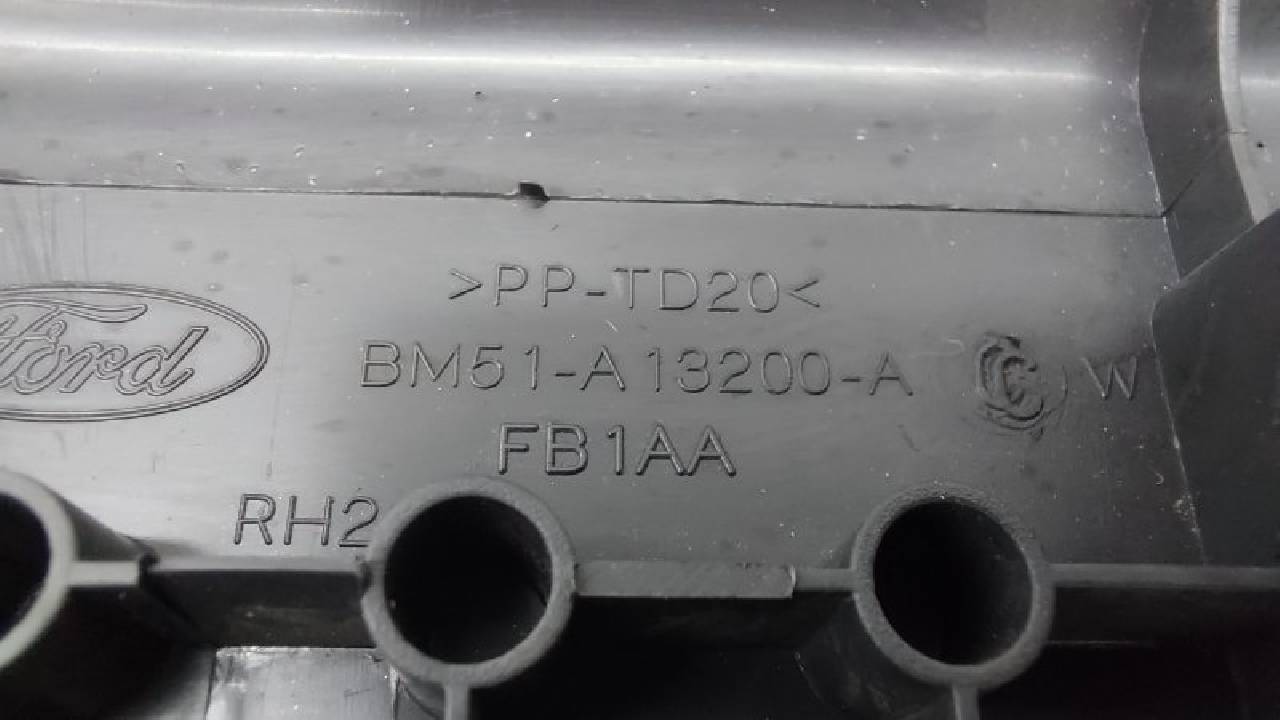 >PP-TD20<
Ford
BM51-A13200-A
W
FB1AA
RH2